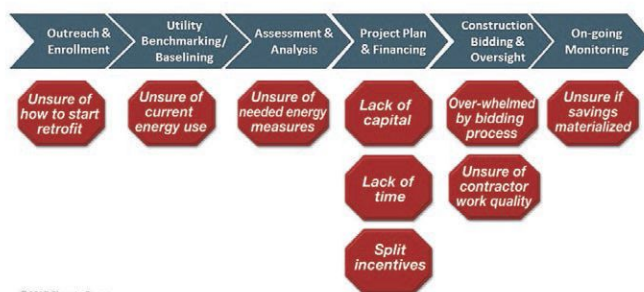 Outreach &
Enrollment
Utility
Benchmarking/
Baselining
Assessment &
Analysis
Project Plan
& Financing
Construction
Bidding &
Oversight
On-going
Monitoring
Unsure of
how to start
retrofit
Unsure of
current
energy use
Unsure of
needed energy
measures
Lack of
capital
Over-whelmed
by bidding
process
Unsure if
savings
materialized
Lack of
time
Unsure of
contractor
work quality
Split
incentives